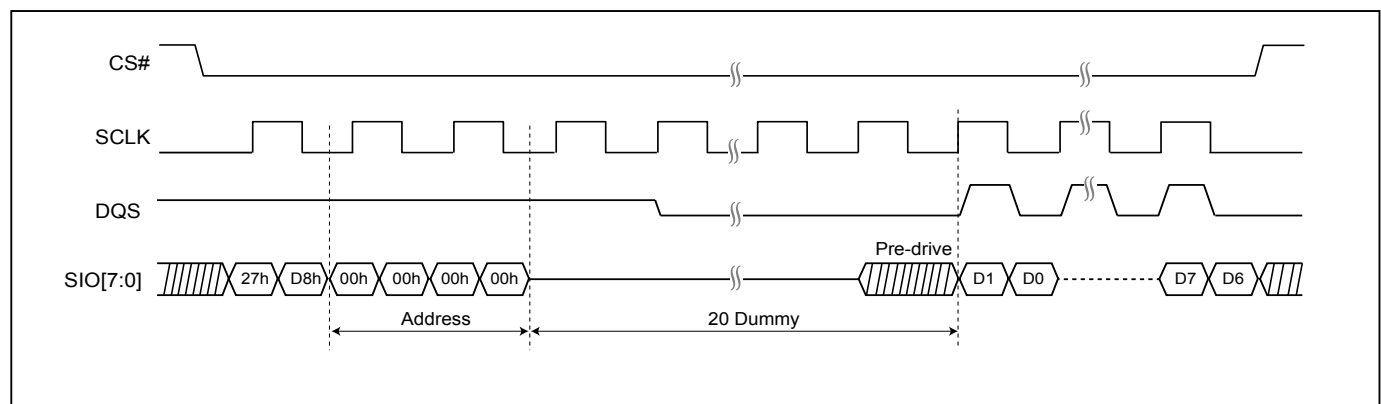 CS#
SCLK
DQS
Pre-drive
SIO[7:0] 27h D8h 00h 00h 00h 00h D1 D0 D7 D6
Address 20 Dummy